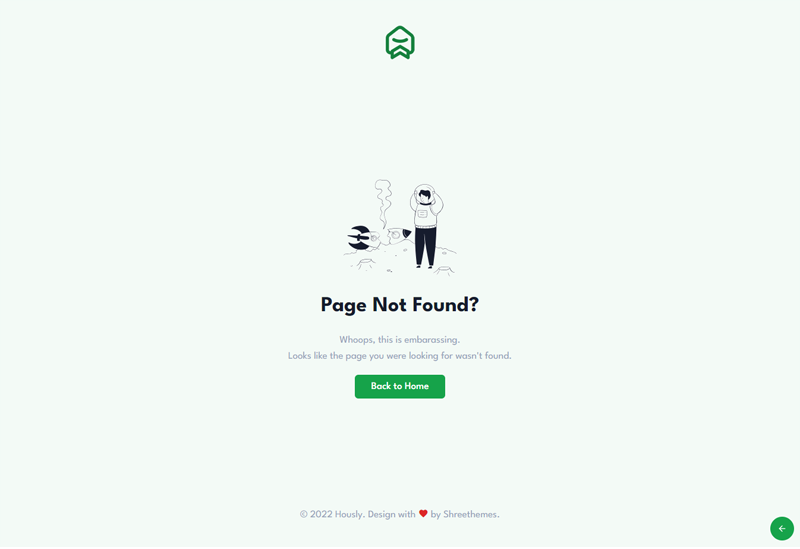 Page Not Found?
Whoops, this is embarassing.
Looks like the page you were looking for wasn't found.
Back to Home
© 2022 Hously. Design with ❤ by Shreethemes.